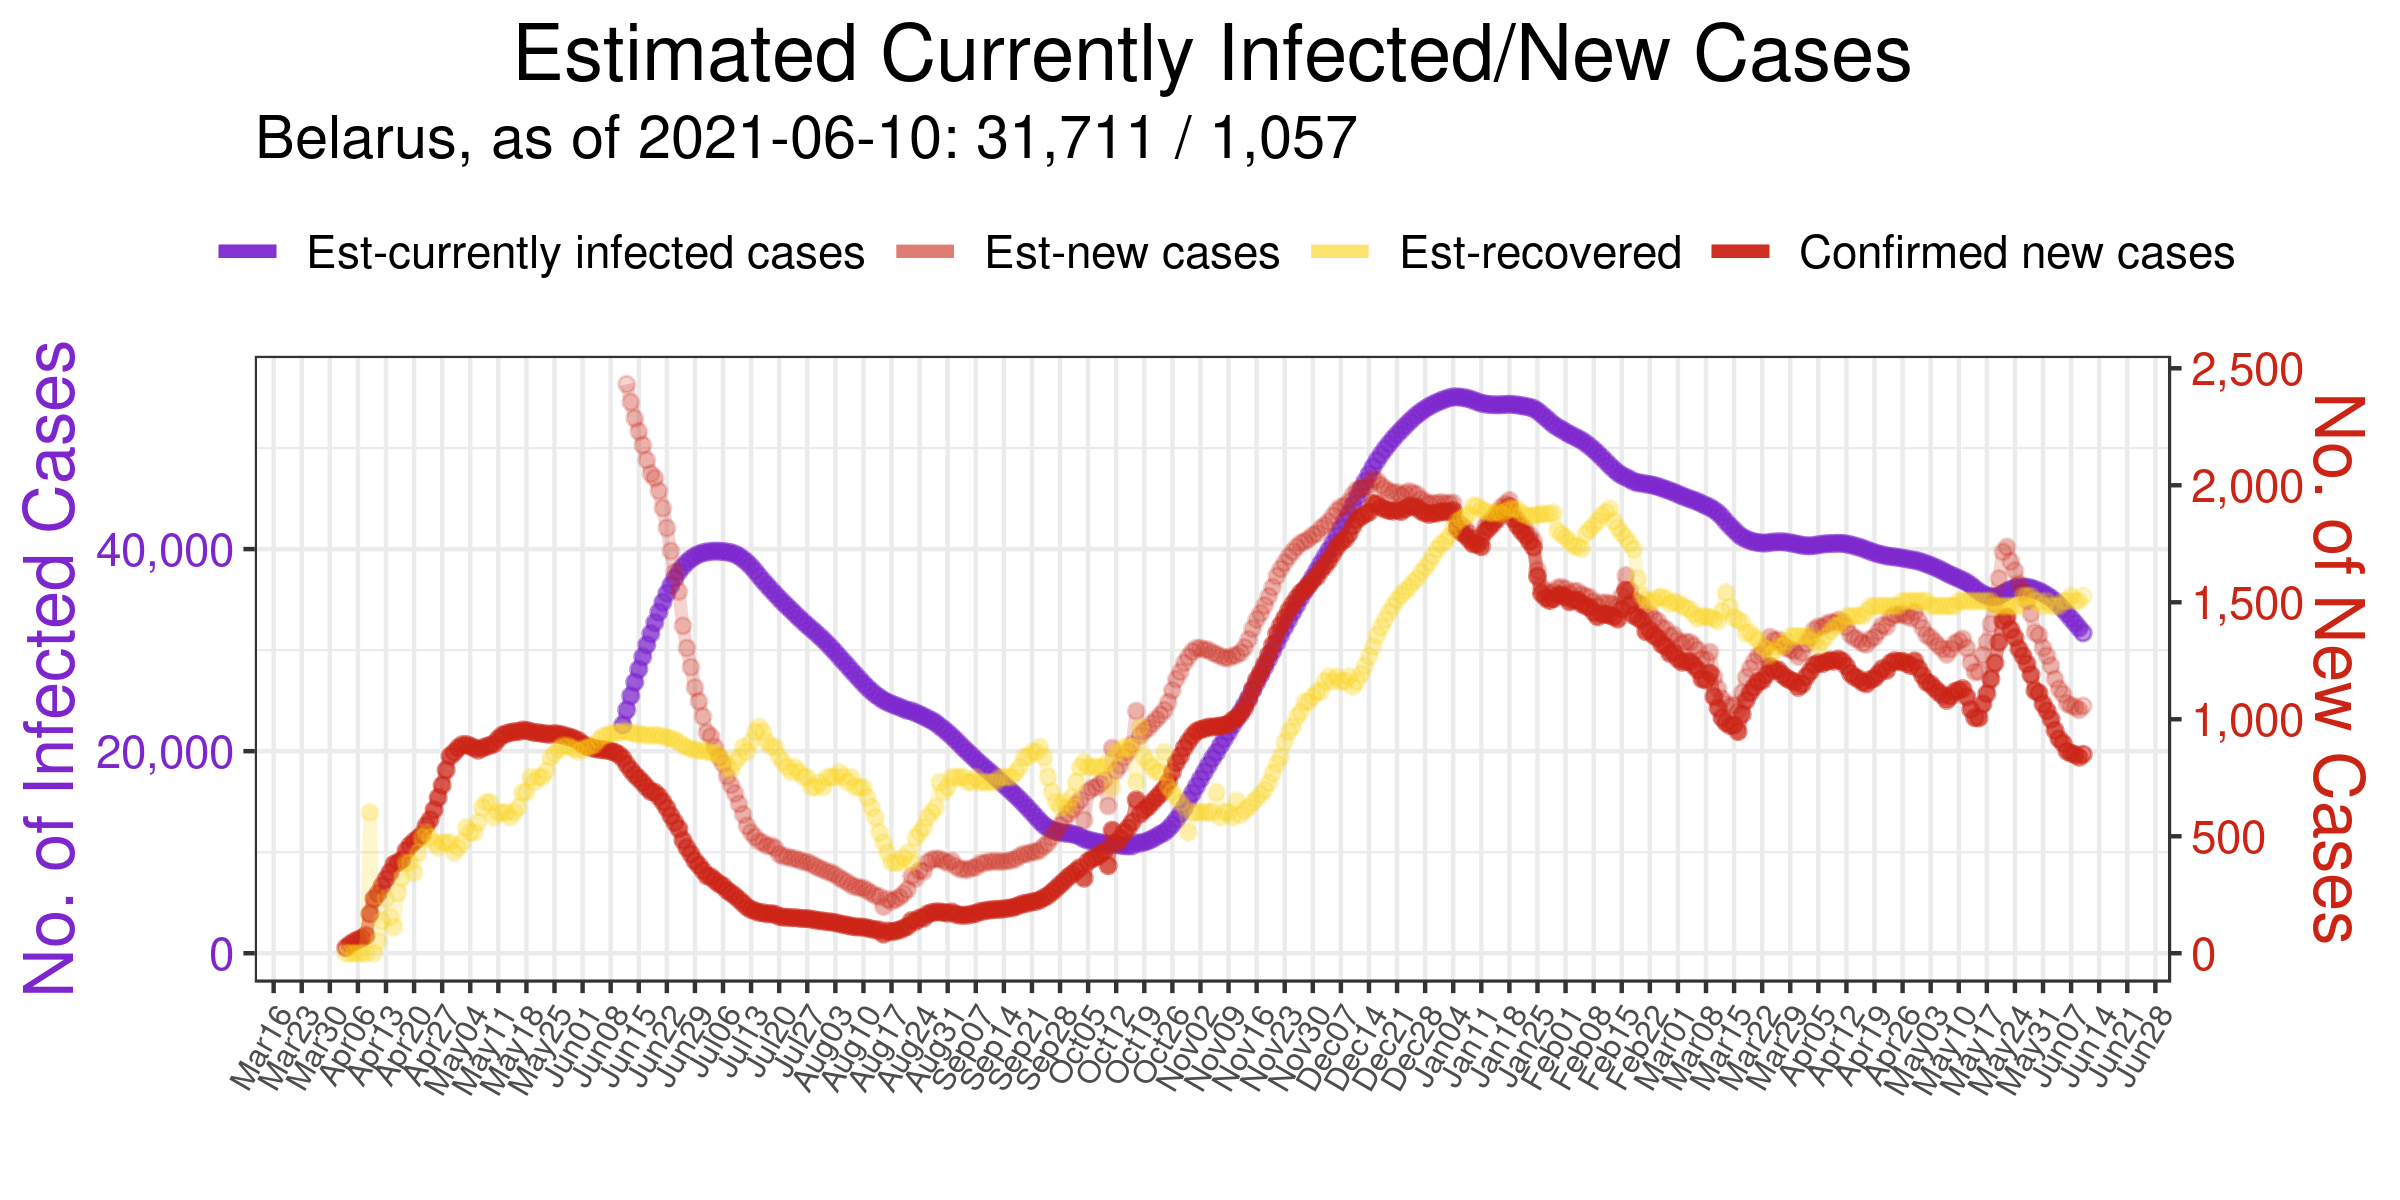 Estimated Currently Infected/New Cases
Belarus, as of 2021-06-10: 31,711 / 1,057
Est-currently infected cases Est-new cases Est-recovered Confirmed new cases
No. of Infected Cases
40,000
20,000
0
2,500
2,000
1,500
1,000
500
0
No. of New Cases
Mar16 Mar23 Mar30 Apr06 Apr13 Apr20 Apr27 May04 May11 May18 May25 Jun01 Jun08 Jun15 Jun22 Jun29 Jul06 Jul13 Jul20 Jul27 Aug03 Aug10 Aug17 Aug24 Aug31 Sep07 Sep14 Sep21 Sep28 Oct05 Oct12 Oct19 Oct26 Nov02 Nov09 Nov16 Nov23 Nov30 Dec07 Dec14 Dec21 Dec28 Jan04 Jan11 Jan18 Jan25 Feb01 Feb08 Feb15 Feb22 Mar01 Mar08 Mar15 Mar22 Mar29 Apr05 Apr12 Apr19 Apr26 May03 May10 May17 May24 May31 Jun07 Jun14 Jun21 Jun28